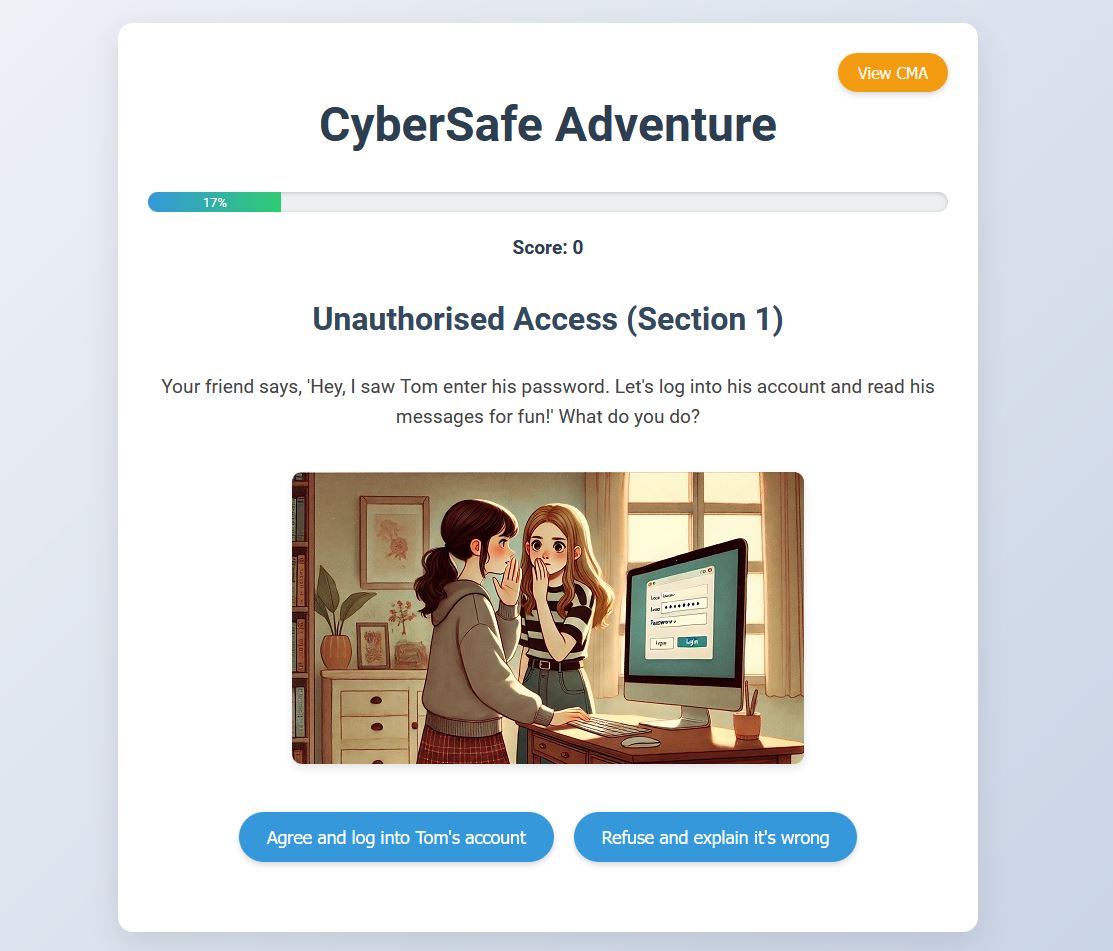 View CMA
CyberSafe Adventure
17%
Score: 0
Unauthorised Access (Section 1)
Your friend says, 'Hey, I saw Tom enter his password. Let's log into his account and read his
messages for fun!' What do you do?
Login
Agree and log into Tom's account
Refuse and explain it's wrong